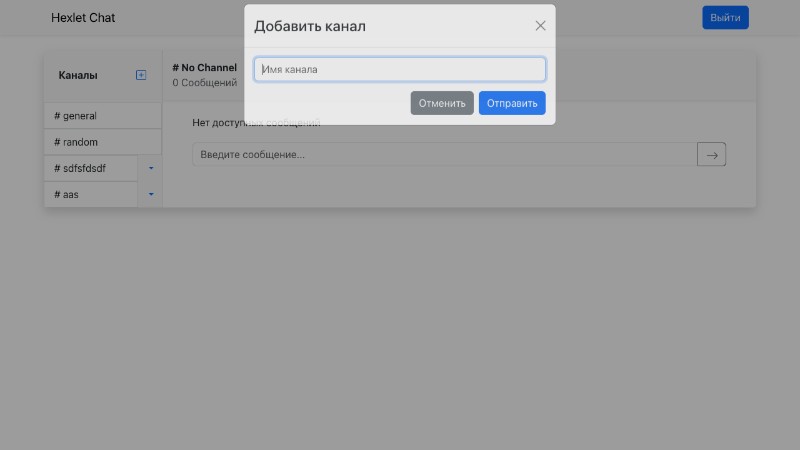 Hexlet Chat
Выйти
Добавить канал
Имя канала
Отменить
Отправить
Каналы
# general
# random
# sdfsfdsdf
# aas
# No Channel
0 Сообщений
Нет доступных сообщений
Введите сообщение...